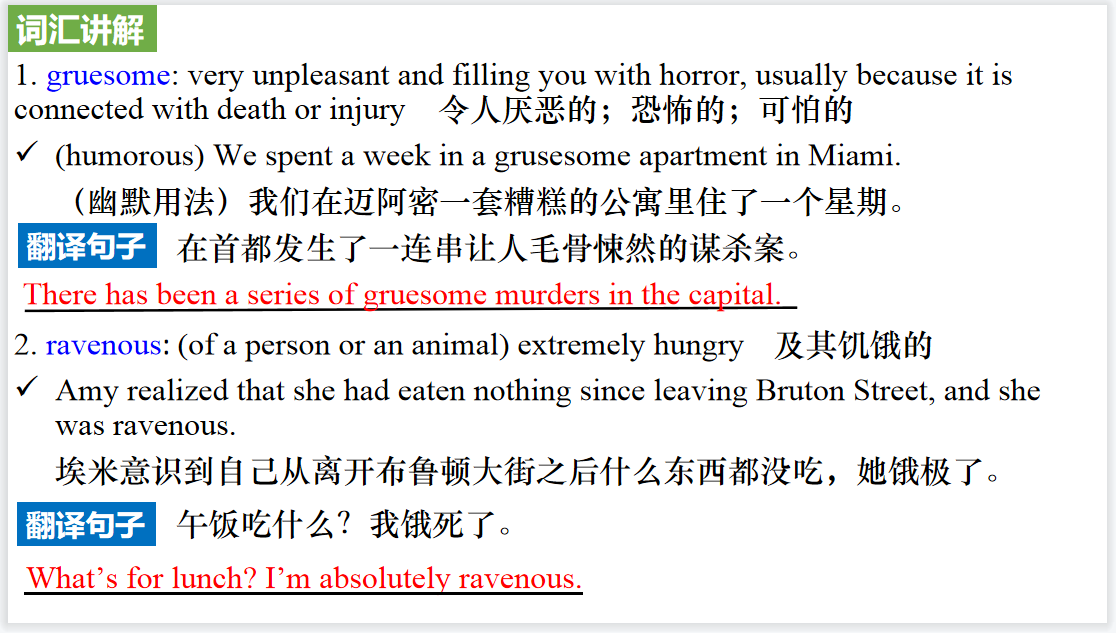 词汇讲解
1. gruesome: very unpleasant and filling you with horror, usually because it is
connected with death or injury 令人厌恶的；恐怖的；可怕的
✓ (humorous) We spent a week in a grusesome apartment in Miami.
（幽默用法）我们在迈阿密一套糟糕的公寓里住了一个星期。
翻译句子 在首都发生了一连串让人毛骨悚然的谋杀案。
There has been a series of gruesome murders in the capital.
2. ravenous: (of a person or an animal) extremely hungry 及其饥饿的
✓ Amy realized that she had eaten nothing since leaving Bruton Street, and she
was ravenous.
埃米意识到自己从离开布鲁顿大街之后什么东西都没吃，她饿极了。
翻译句子 午饭吃什么？我饿死了。
What’s for lunch? I’m absolutely ravenous.